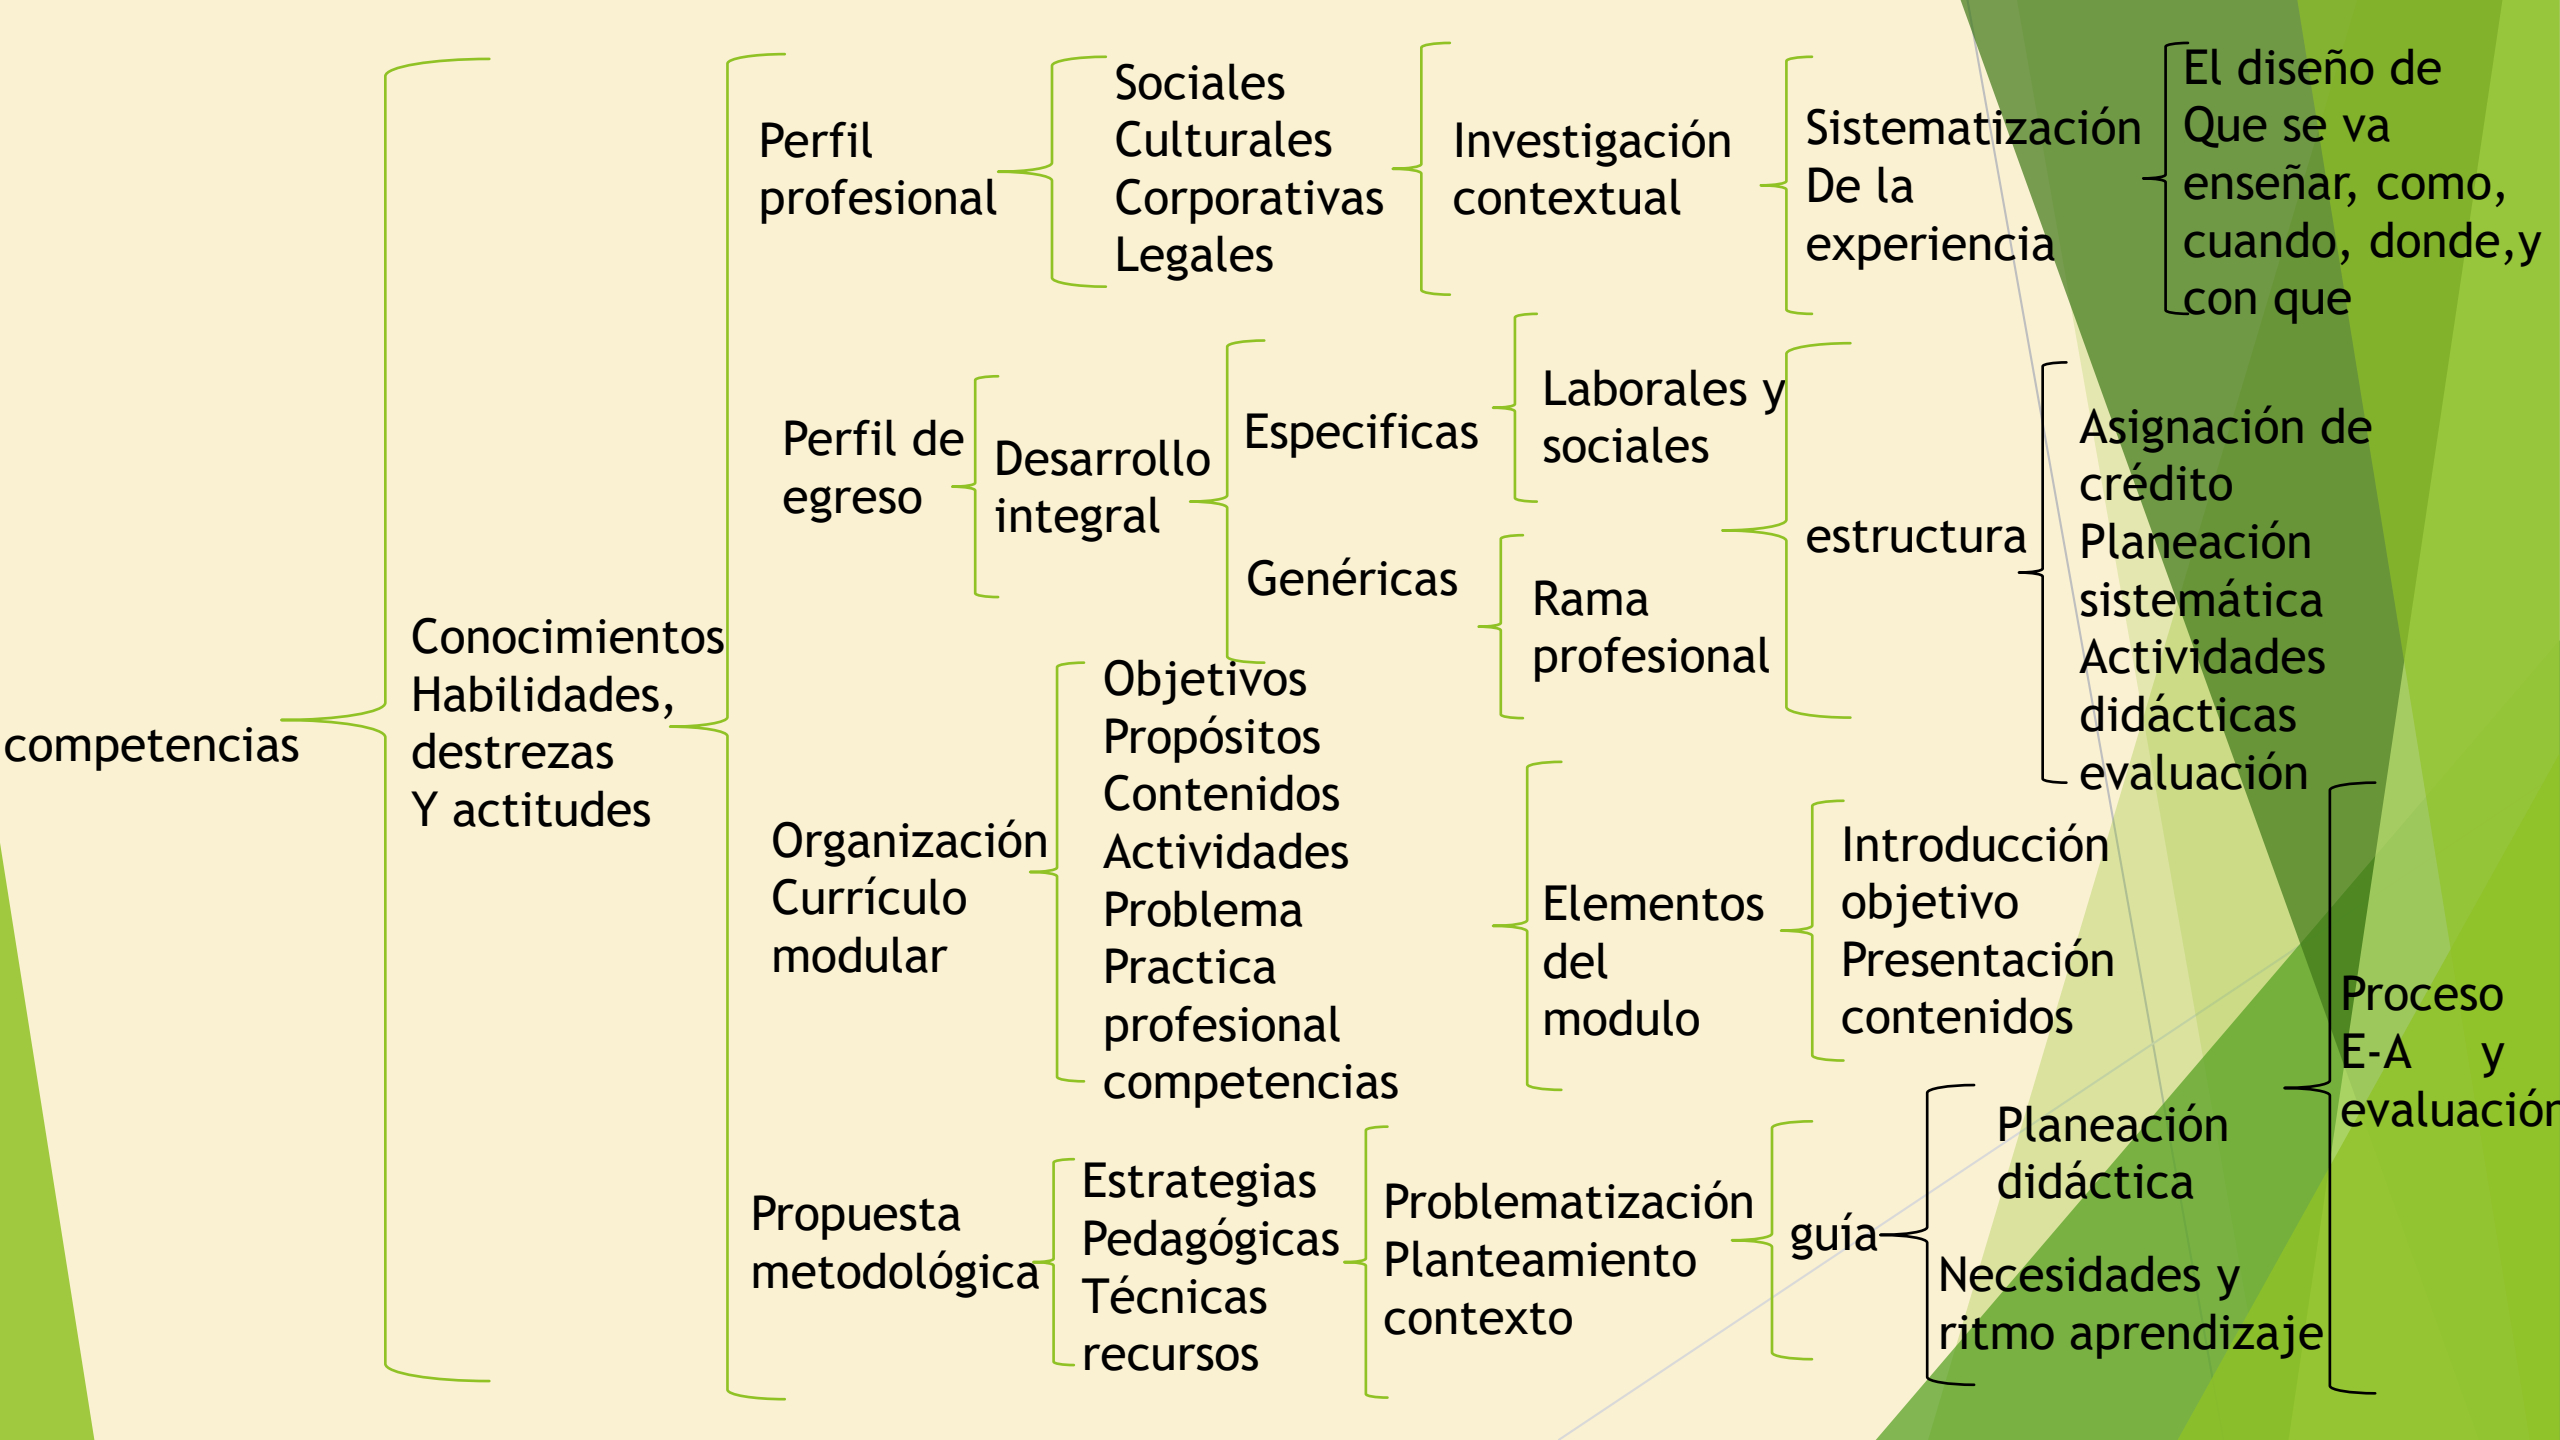 competencias
Conocimientos
Habilidades,
destrezas
Y actitudes
Perfil
profesional
Sociales
Culturales
Corporativas
Legales
Investigación
contextual
Sistematización
De la
experiencia
El diseño de
Que se va
enseñar, como,
cuando, donde,y
con que
Perfil de
egreso
Desarrollo
integral
Especificas
Laborales y
sociales
Genéricas
Rama
profesional
estructura
Asignación de
crédito
Planeación
sistemática
Actividades
didácticas
evaluación
Organización
Currículo
modular
Objetivos
Propósitos
Contenidos
Actividades
Problema
Practica
profesional
competencias
Elementos
del
modulo
Introducción
objetivo
Presentación
contenidos
Propuesta
metodológica
Estrategias
Pedagógicas
Técnicas
recursos
Problematización
Planteamiento
contexto
guía
Planeación
didáctica
Necesidades y
ritmo aprendizaje
Proceso
E-A y
evaluación